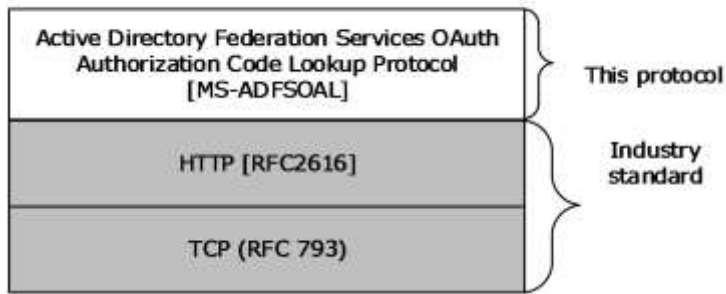 Active Directory Federation Services OAuth
Authorization Code Lookup Protocol
[MS-ADFSOAL]
This protocol
HTTP [RFC2616]
Industry
standard
TCP (RFC 793)